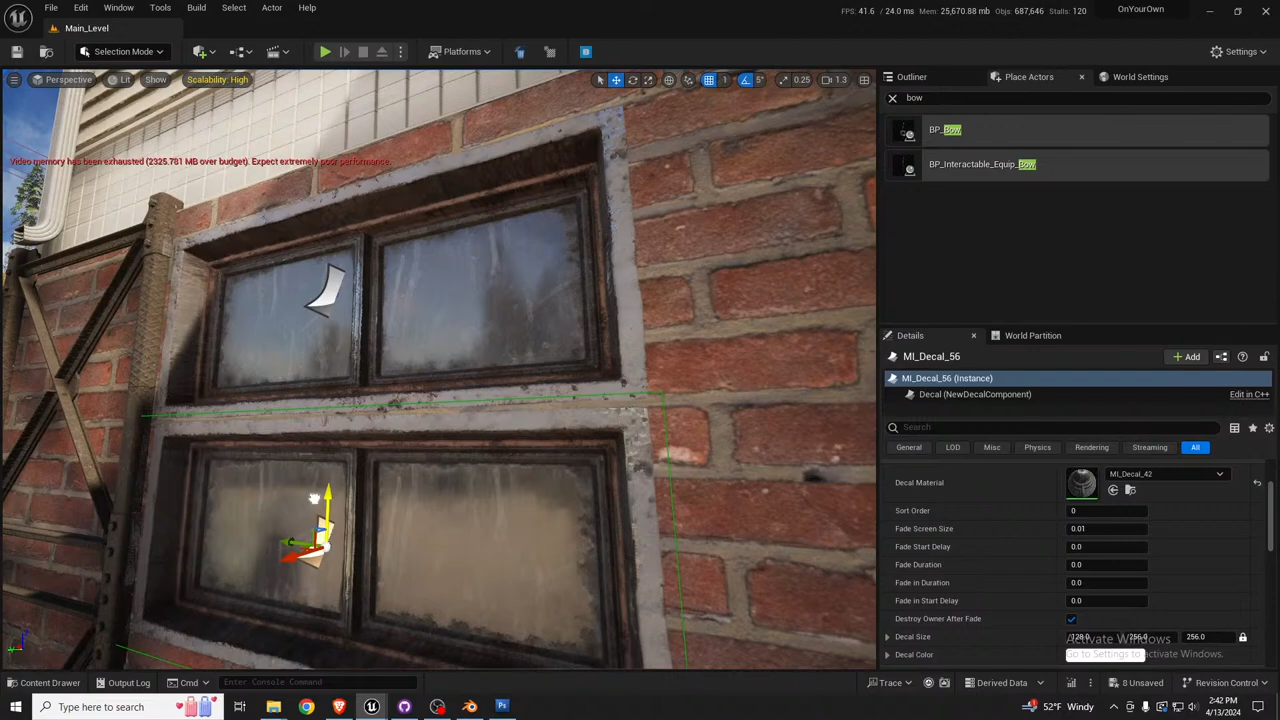 File Edit Window Tools Build Select Actor Help
FPS: 41.6 / 24.0 ms Mem: 25,670.88 mb Objs: 687,646 Stalls: 120
OnYourOwn
Main_Level
Selection Mode
Platforms
Settings
Perspective Lit Show Scalability: High
1 5° 0.25 1.3
Outliner Place Actors World Settings
bow
BP_Bow
BP_Interactable_Equip_Bow
Video memory has been exhausted (2325.781 MB over budget). Expect extremely poor performance.
Details World Partition
MI_Decal_56
Add
MI_Decal_56 (Instance)
Decal (NewDecalComponent) Edit in C++
Search
General LOD Misc Physics Rendering Streaming All
Decal Material MI_Decal_42
Sort Order 0
Fade Screen Size 0.01
Fade Start Delay 0.0
Fade Duration 0.0
Fade in Duration 0.0
Fade in Start Delay 0.0
Destroy Owner After Fade
Decal Size 128.0 256.0 256.0
Decal Color
Activate Windows
Go to Settings to activate Windows.
Content Drawer Output Log Cmd Enter Console Command
Trace Derived Data 8 Unsaved Revision Control
Type here to search
52°F Windy
2:42 PM
4/13/2024